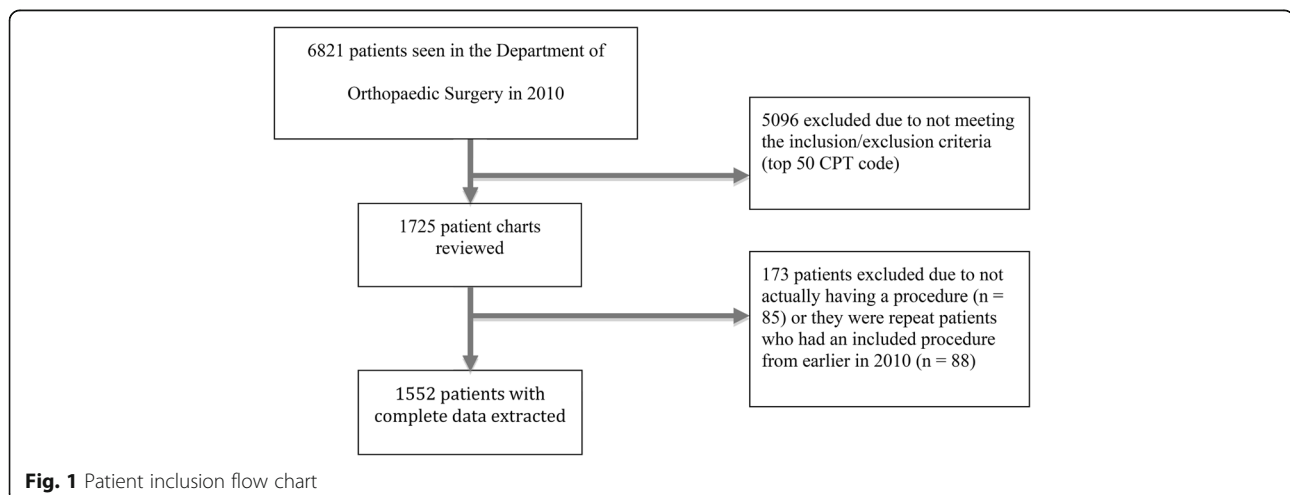 6821 patients seen in the Department of
Orthopaedic Surgery in 2010
5096 excluded due to not meeting
the inclusion/exclusion criteria
(top 50 CPT code)
1725 patient charts
reviewed
173 patients excluded due to not
actually having a procedure (n =
85) or they were repeat patients
who had an included procedure
from earlier in 2010 (n = 88)
1552 patients with
complete data extracted
Fig. 1 Patient inclusion flow chart